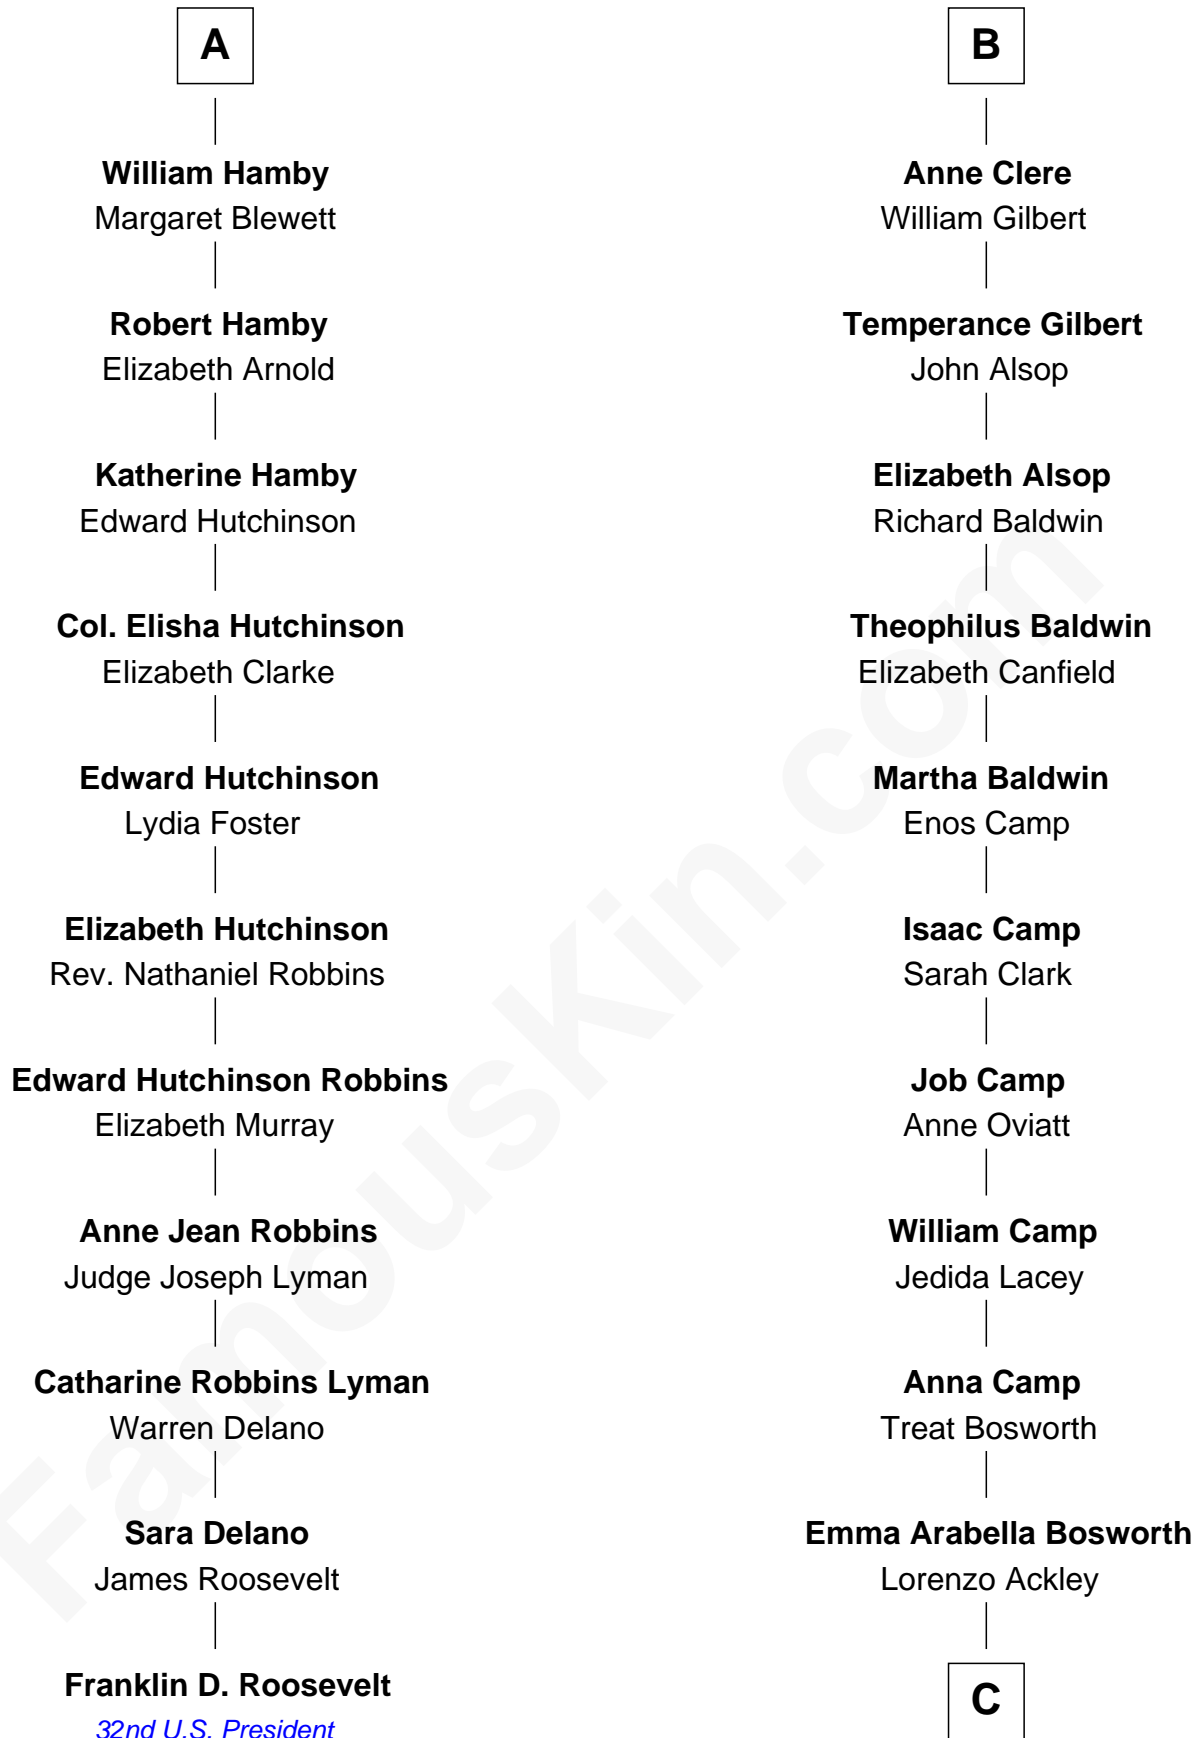 A
William Hamby
Margaret Blewett
Robert Hamby
Elizabeth Arnold
Katherine Hamby
Edward Hutchinson
Col. Elisha Hutchinson
Elizabeth Clarke
Edward Hutchinson
Lydia Foster
Elizabeth Hutchinson
Rev. Nathaniel Robbins
Edward Hutchinson Robbins
Elizabeth Murray
Anne Jean Robbins
Judge Joseph Lyman
Catharine Robbins Lyman
Warren Delano
Sara Delano
James Roosevelt
Franklin D. Roosevelt
32nd U.S. President
B
Anne Clere
William Gilbert
Temperance Gilbert
John Alsop
Elizabeth Alsop
Richard Baldwin
Theophilus Baldwin
Elizabeth Canfield
Martha Baldwin
Enos Camp
Isaac Camp
Sarah Clark
Job Camp
Anne Oviatt
William Camp
Jedida Lacey
Anna Camp
Treat Bosworth
Emma Arabella Bosworth
Lorenzo Ackley
C
FamousKin.com